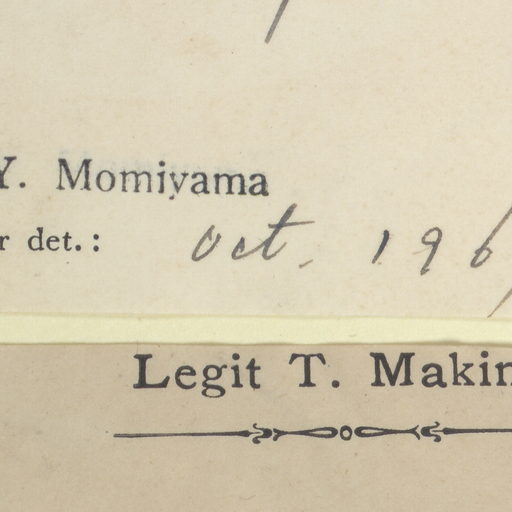 Y. Momiyama
r det.:  Oct. 196
Legit T. Makin